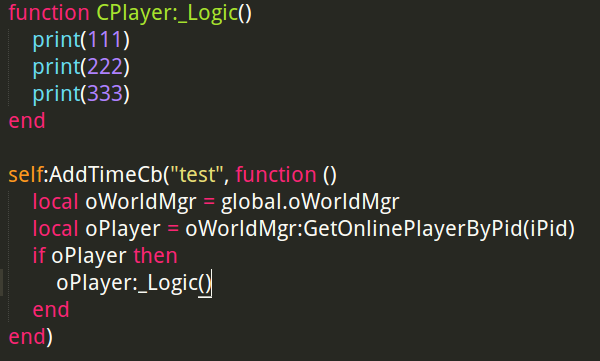 function CPlayer:_Logic()
    print(111)
    print(222)
    print(333)
end

self:AddTimeCb("test", function ()
    local oWorldMgr = global.oWorldMgr
    local oPlayer = oWorldMgr:GetOnlinePlayerByPid(iPid)
    if oPlayer then
        oPlayer:_Logic()
    end
end)